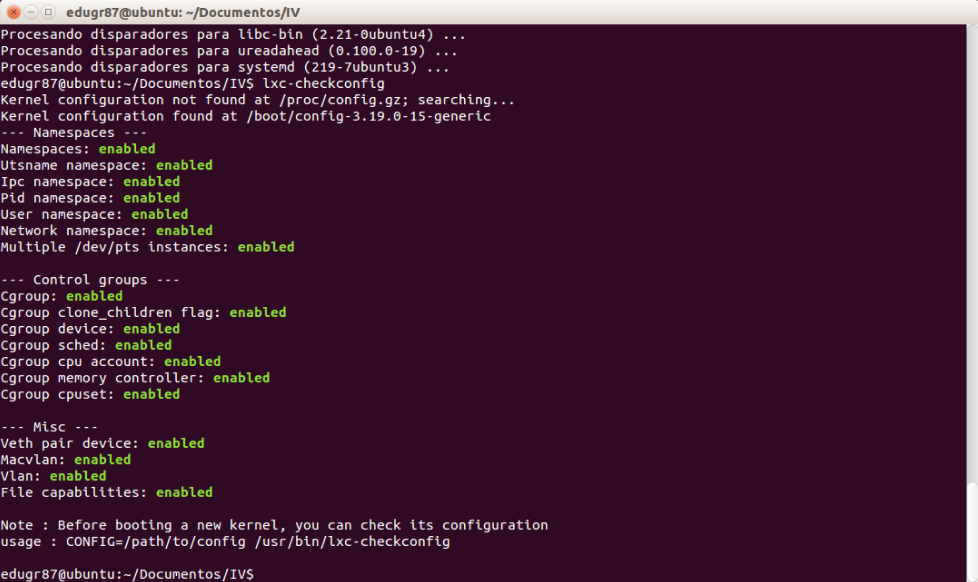 edugr87@ubuntu: ~/Documentos/IV
Procesando disparadores para libc-bin (2.21-0ubuntu4) ...
Procesando disparadores para ureadahead (0.100.0-19) ...
Procesando disparadores para systemd (219-7ubuntu3) ...
edugr87@ubuntu:~/Documentos/IV$ lxc-checkconfig
Kernel configuration not found at /proc/config.gz; searching...
Kernel configuration found at /boot/config-3.19.0-15-generic
--- Namespaces ---
Namespaces: enabled
Utsname namespace: enabled
Ipc namespace: enabled
Pid namespace: enabled
User namespace: enabled
Network namespace: enabled
Multiple /dev/pts instances: enabled

--- Control groups ---
Cgroup: enabled
Cgroup clone_children flag: enabled
Cgroup device: enabled
Cgroup sched: enabled
Cgroup cpu account: enabled
Cgroup memory controller: enabled
Cgroup cpuset: enabled

--- Misc ---
Veth pair device: enabled
Macvlan: enabled
Vlan: enabled
File capabilities: enabled

Note : Before booting a new kernel, you can check its configuration
usage : CONFIG=/path/to/config /usr/bin/lxc-checkconfig

edugr87@ubuntu:~/Documentos/IV$